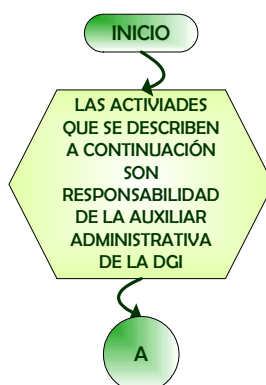 INICIO
LAS ACTIVIADES
QUE SE DESCRIBEN
A CONTINUACIÓN
SON
RESPONSABILIDAD
DE LA AUXILIAR
ADMINISTRATIVA
DE LA DGI
A